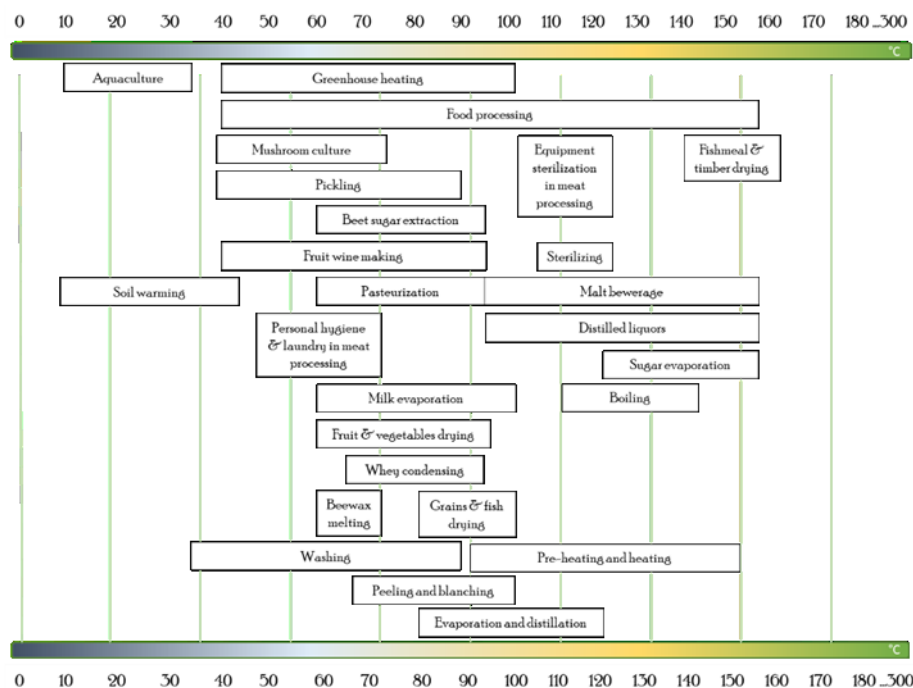 0 10 20 30 40 50 60 70 80 90 100 110 120 130 140 150 160 170 180 ...300
°C
Aquaculture
Greenhouse heating
Food processing
Mushroom culture
Equipment
sterilization
in meat
processing
Fishmeal &
timber drying
Pickling
Beet sugar extraction
Fruit wine making
Sterilizing
Soil warming
Pasteurization
Malt bewerage
Personal hygiene
& laundry in meat
processing
Distilled liquors
Sugar evaporation
Milk evaporation
Boiling
Fruit & vegetables drying
Whey condensing
Beewax
melting
Grains & fish
drying
Washing
Pre-heating and heating
Peeling and blanching
Evaporation and distillation
°C
0 10 20 30 40 50 60 70 80 90 100 110 120 130 140 150 160 170 180 ...300